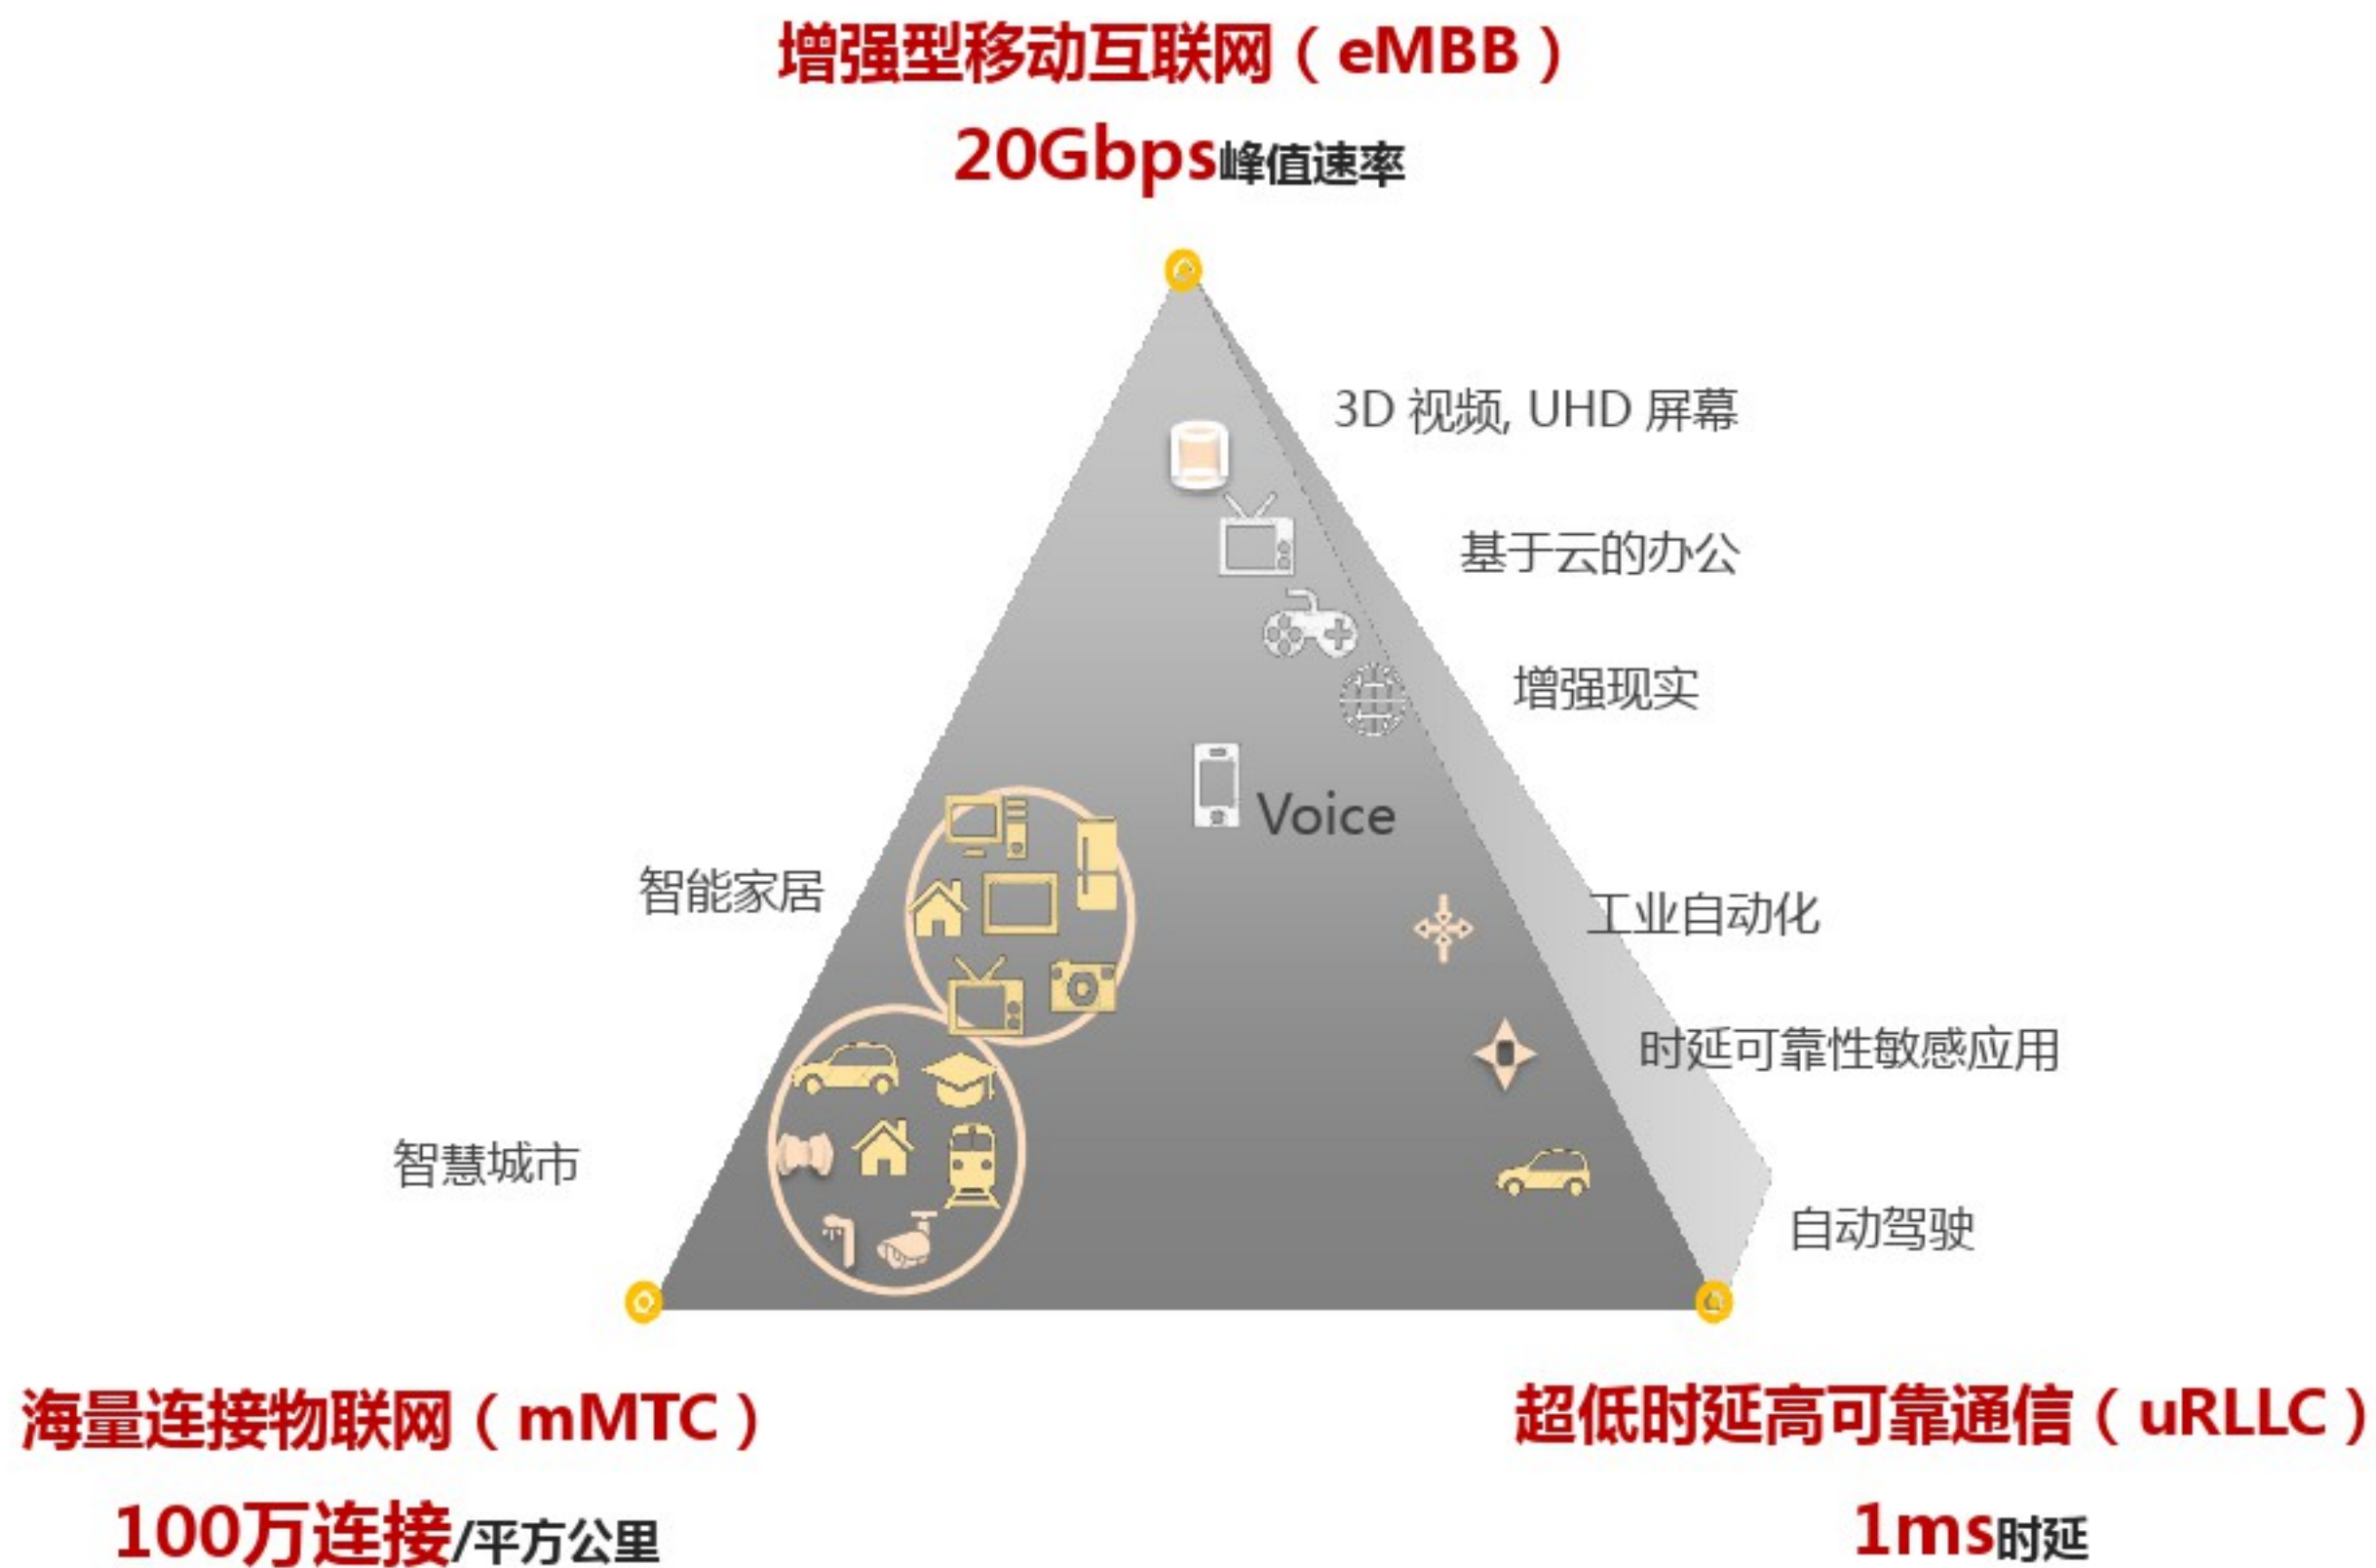 增强型移动互联网（eMBB）
20Gbps峰值速率
3D 视频, UHD 屏幕
基于云的办公
增强现实
Voice
智能家居
工业自动化
时延可靠性敏感应用
智慧城市
自动驾驶
海量连接物联网（mMTC）
100万连接/平方公里
超低时延高可靠通信（uRLLC）
1ms时延